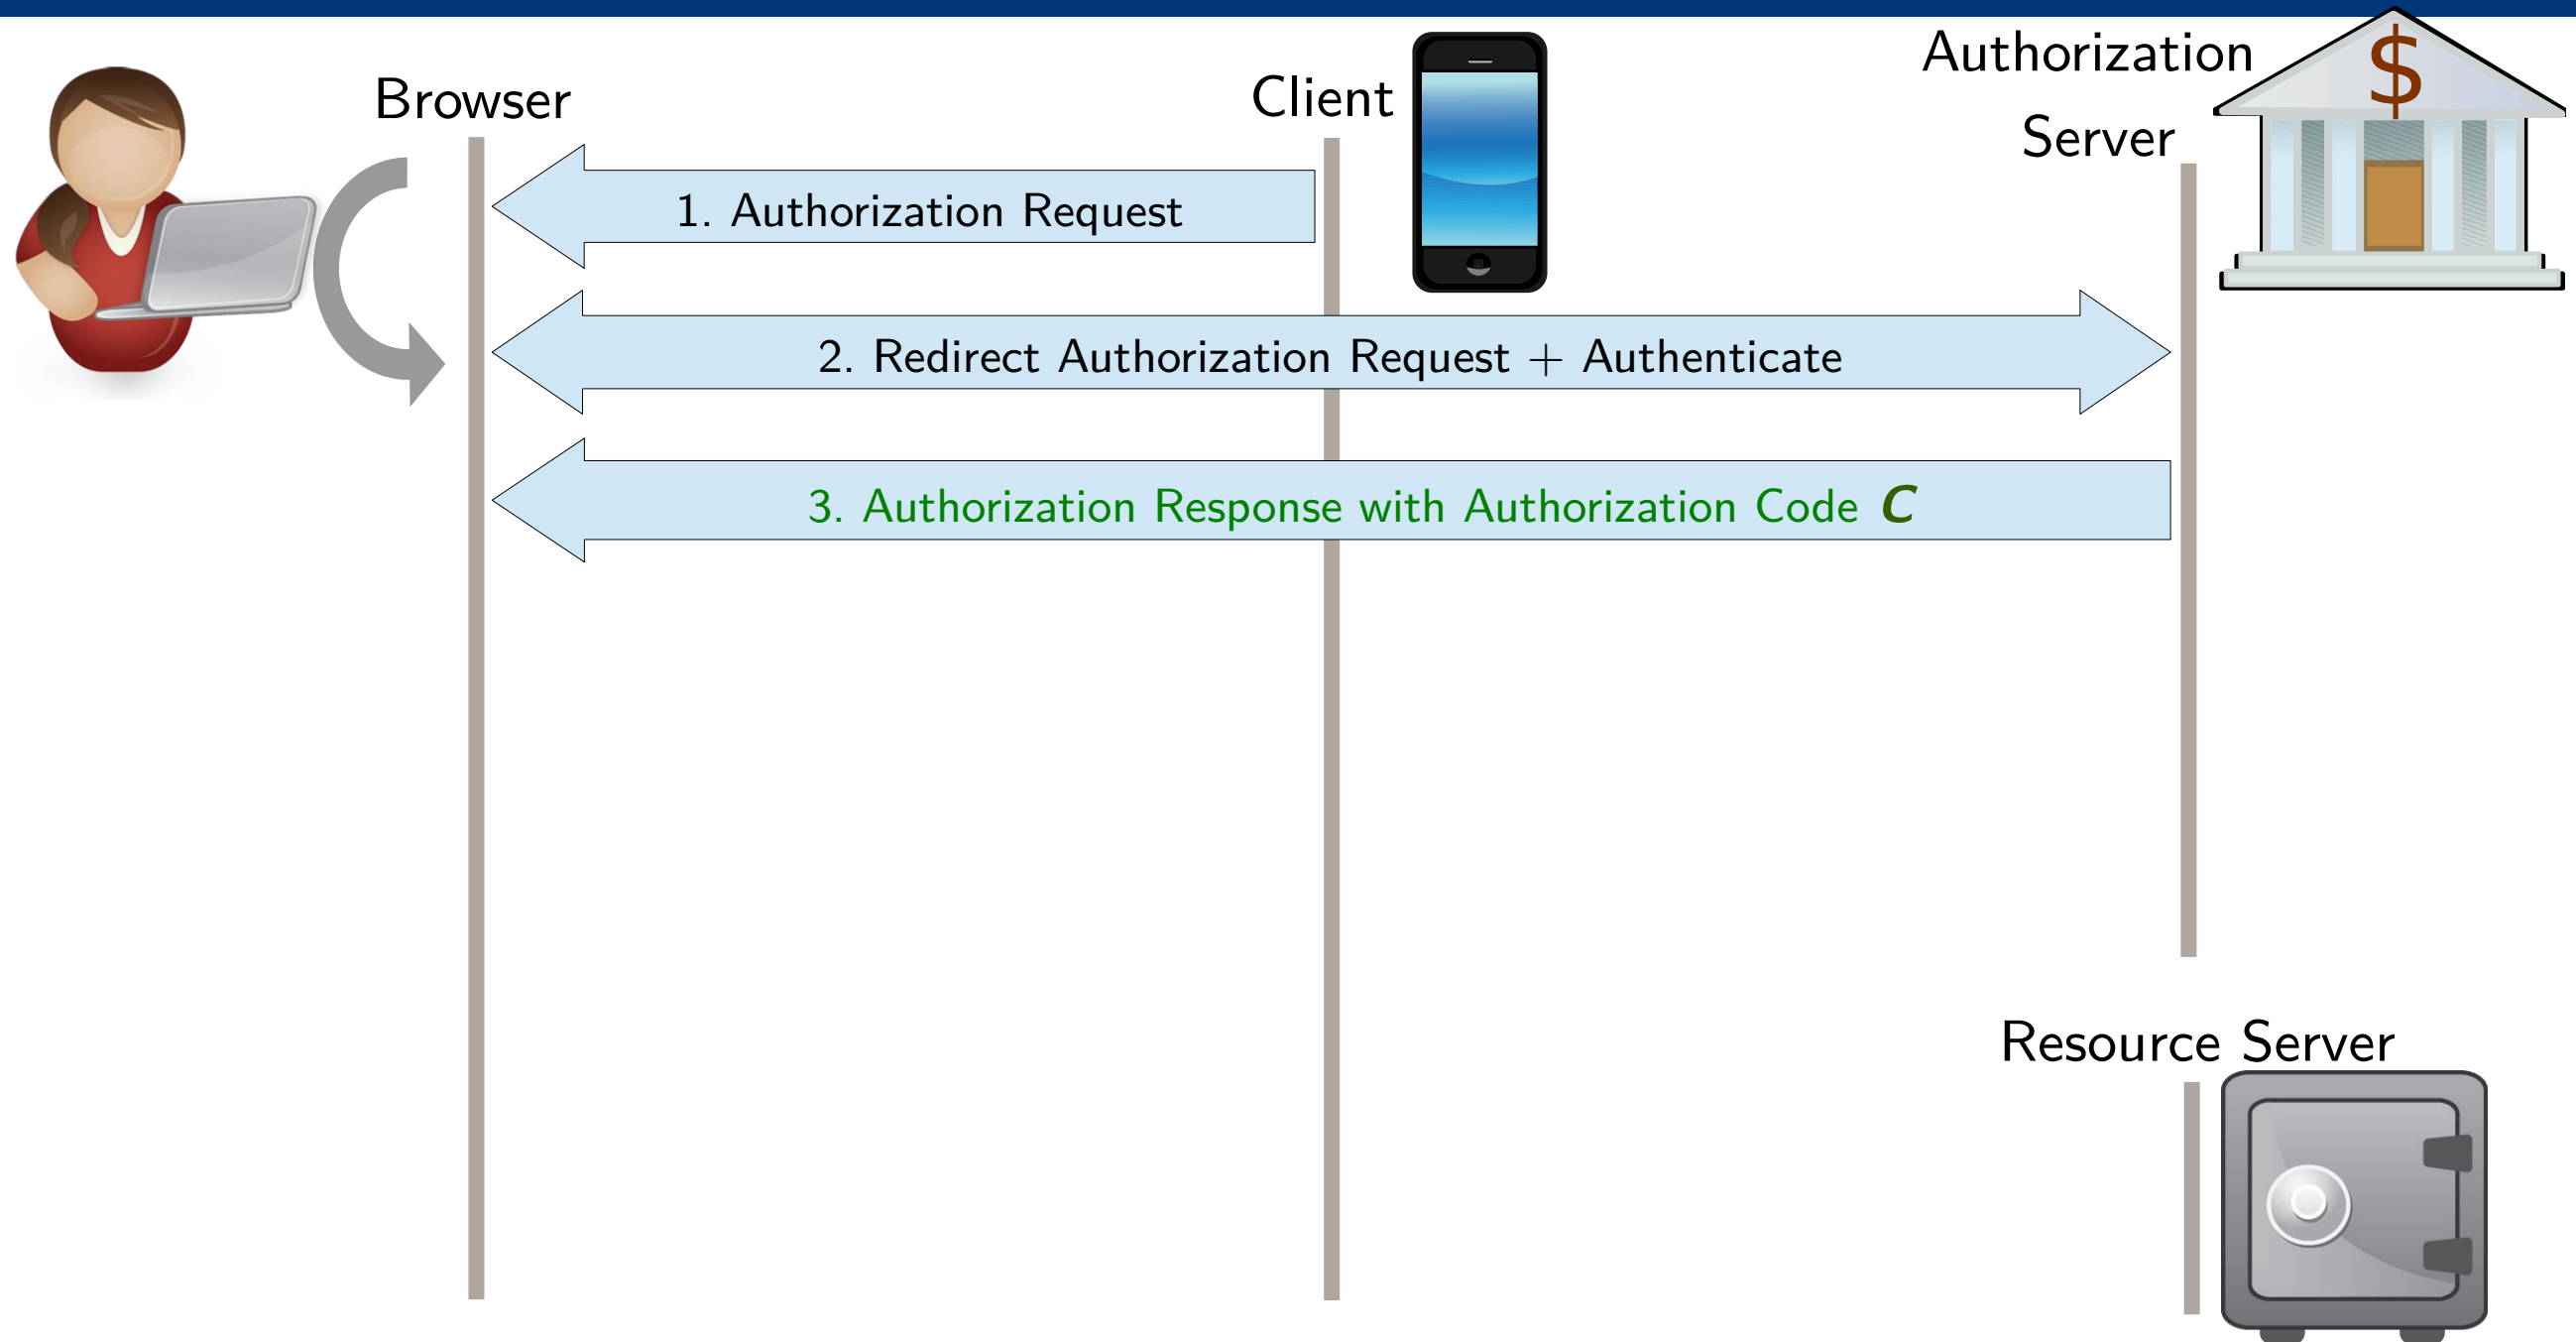 Browser
Client
Authorization
Server
$
1. Authorization Request
2. Redirect Authorization Request + Authenticate
3. Authorization Response with Authorization Code C
Resource Server